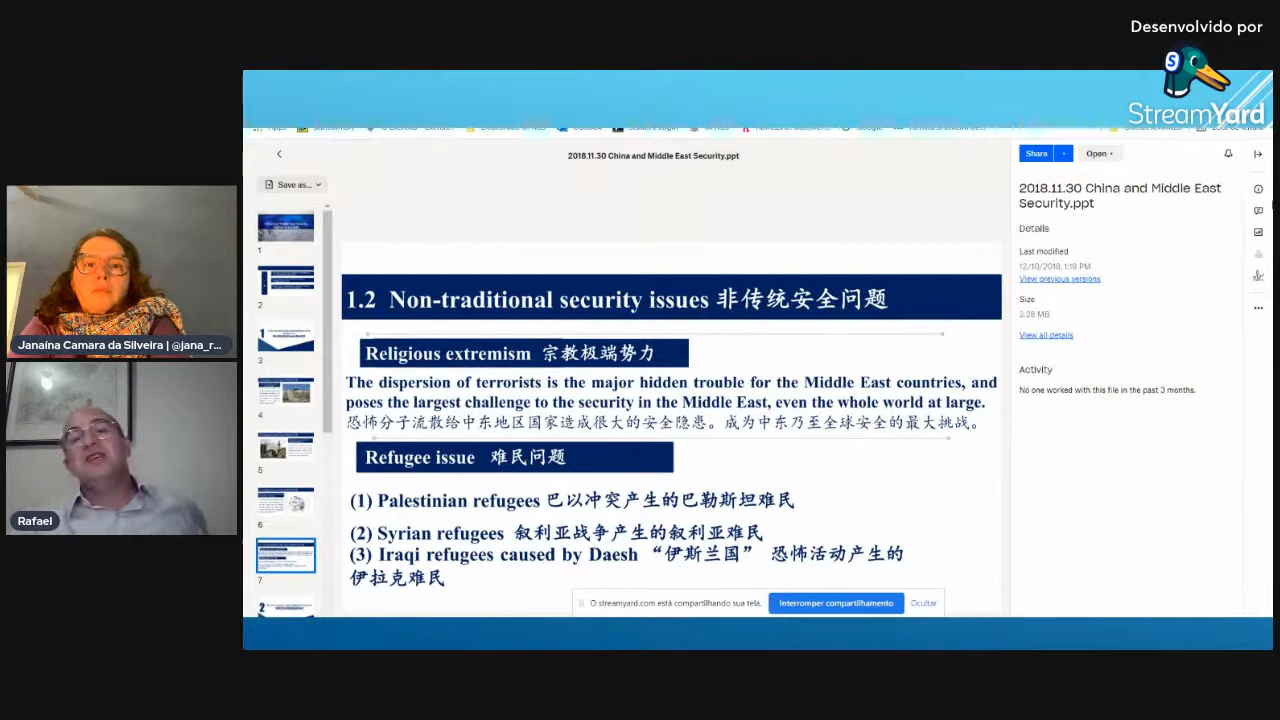 Desenvolvido por
StreamYard
2018.11.30 China and Middle East Security.ppt
Share
Open
Save as...
2018.11.30 China and Middle East
Security.ppt
Details
Last modified
12/10/2018, 1:19 PM
View previous versions
Size
2.28 MB
View all details
Activity
No one worked with this file in the past 3 months.
1
2
3
4
5
6
7
1.2 Non-traditional security issues 非传统安全问题
Religious extremism 宗教极端势力
The dispersion of terrorists is the major hidden trouble for the Middle East countries, and
poses the largest challenge to the security in the Middle East, even the whole world at large.
恐怖分子流散给中东地区国家造成很大的安全隐患。成为中东乃至全球安全的最大挑战。
Refugee issue 难民问题
(1) Palestinian refugees 巴以冲突产生的巴勒斯坦难民
(2) Syrian refugees 叙利亚战争产生的叙利亚难民
(3) Iraqi refugees caused by Daesh “伊斯兰国” 恐怖活动产生的
伊拉克难民
O streamyard.com está compartilhando sua tela.
Interromper compartilhamento
Ocultar
Janaína Camara da Silveira | @jana_r...
Rafael